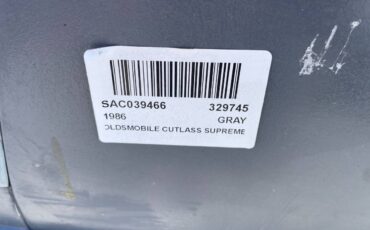 SAC039466 329745
1986 GRAY
OLDSMOBILE CUTLASS SUPREME